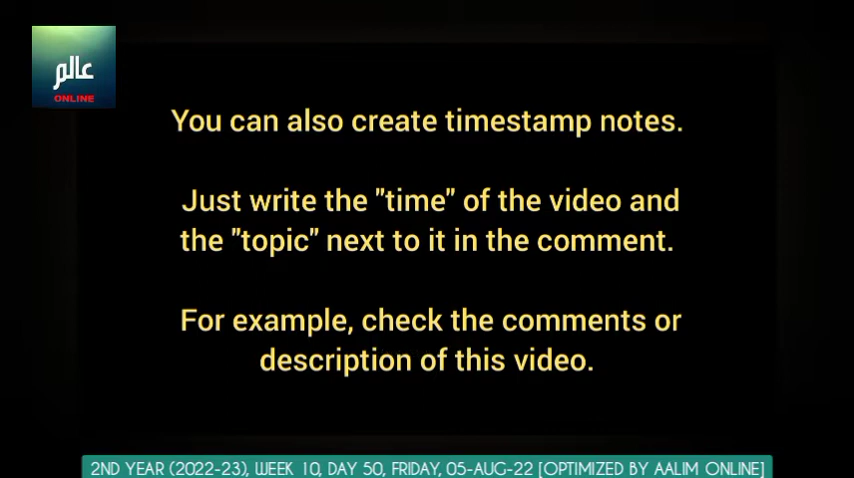 عالم
ONLINE
You can also create timestamp notes.
Just write the "time" of the video and
the "topic" next to it in the comment.
For example, check the comments or
description of this video.
2ND YEAR (2022-23), WEEK 10, DAY 50, FRIDAY, 05-AUG-22 [OPTIMIZED BY AALIM ONLINE]